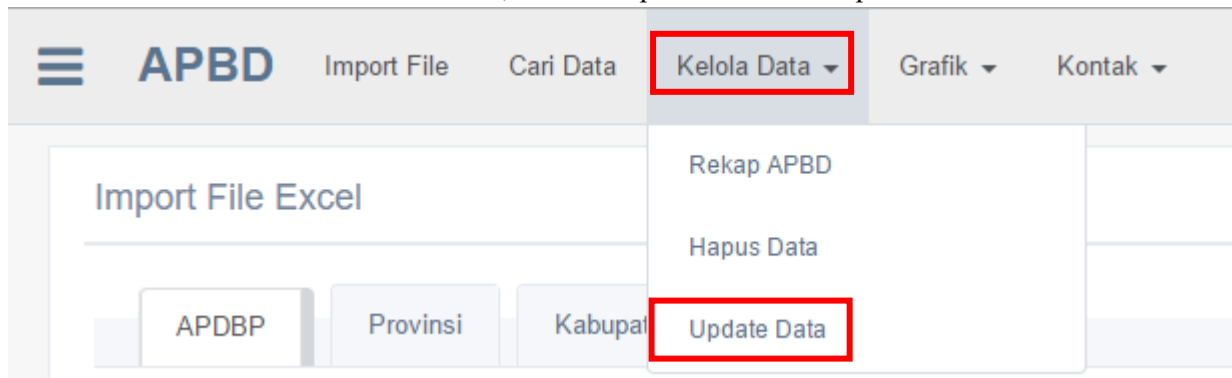 APBD Import File Cari Data Kelola Data Grafik Kontak
Rekap APBD
Import File Excel
Hapus Data
APDBP Provinsi Kabupat Update Data